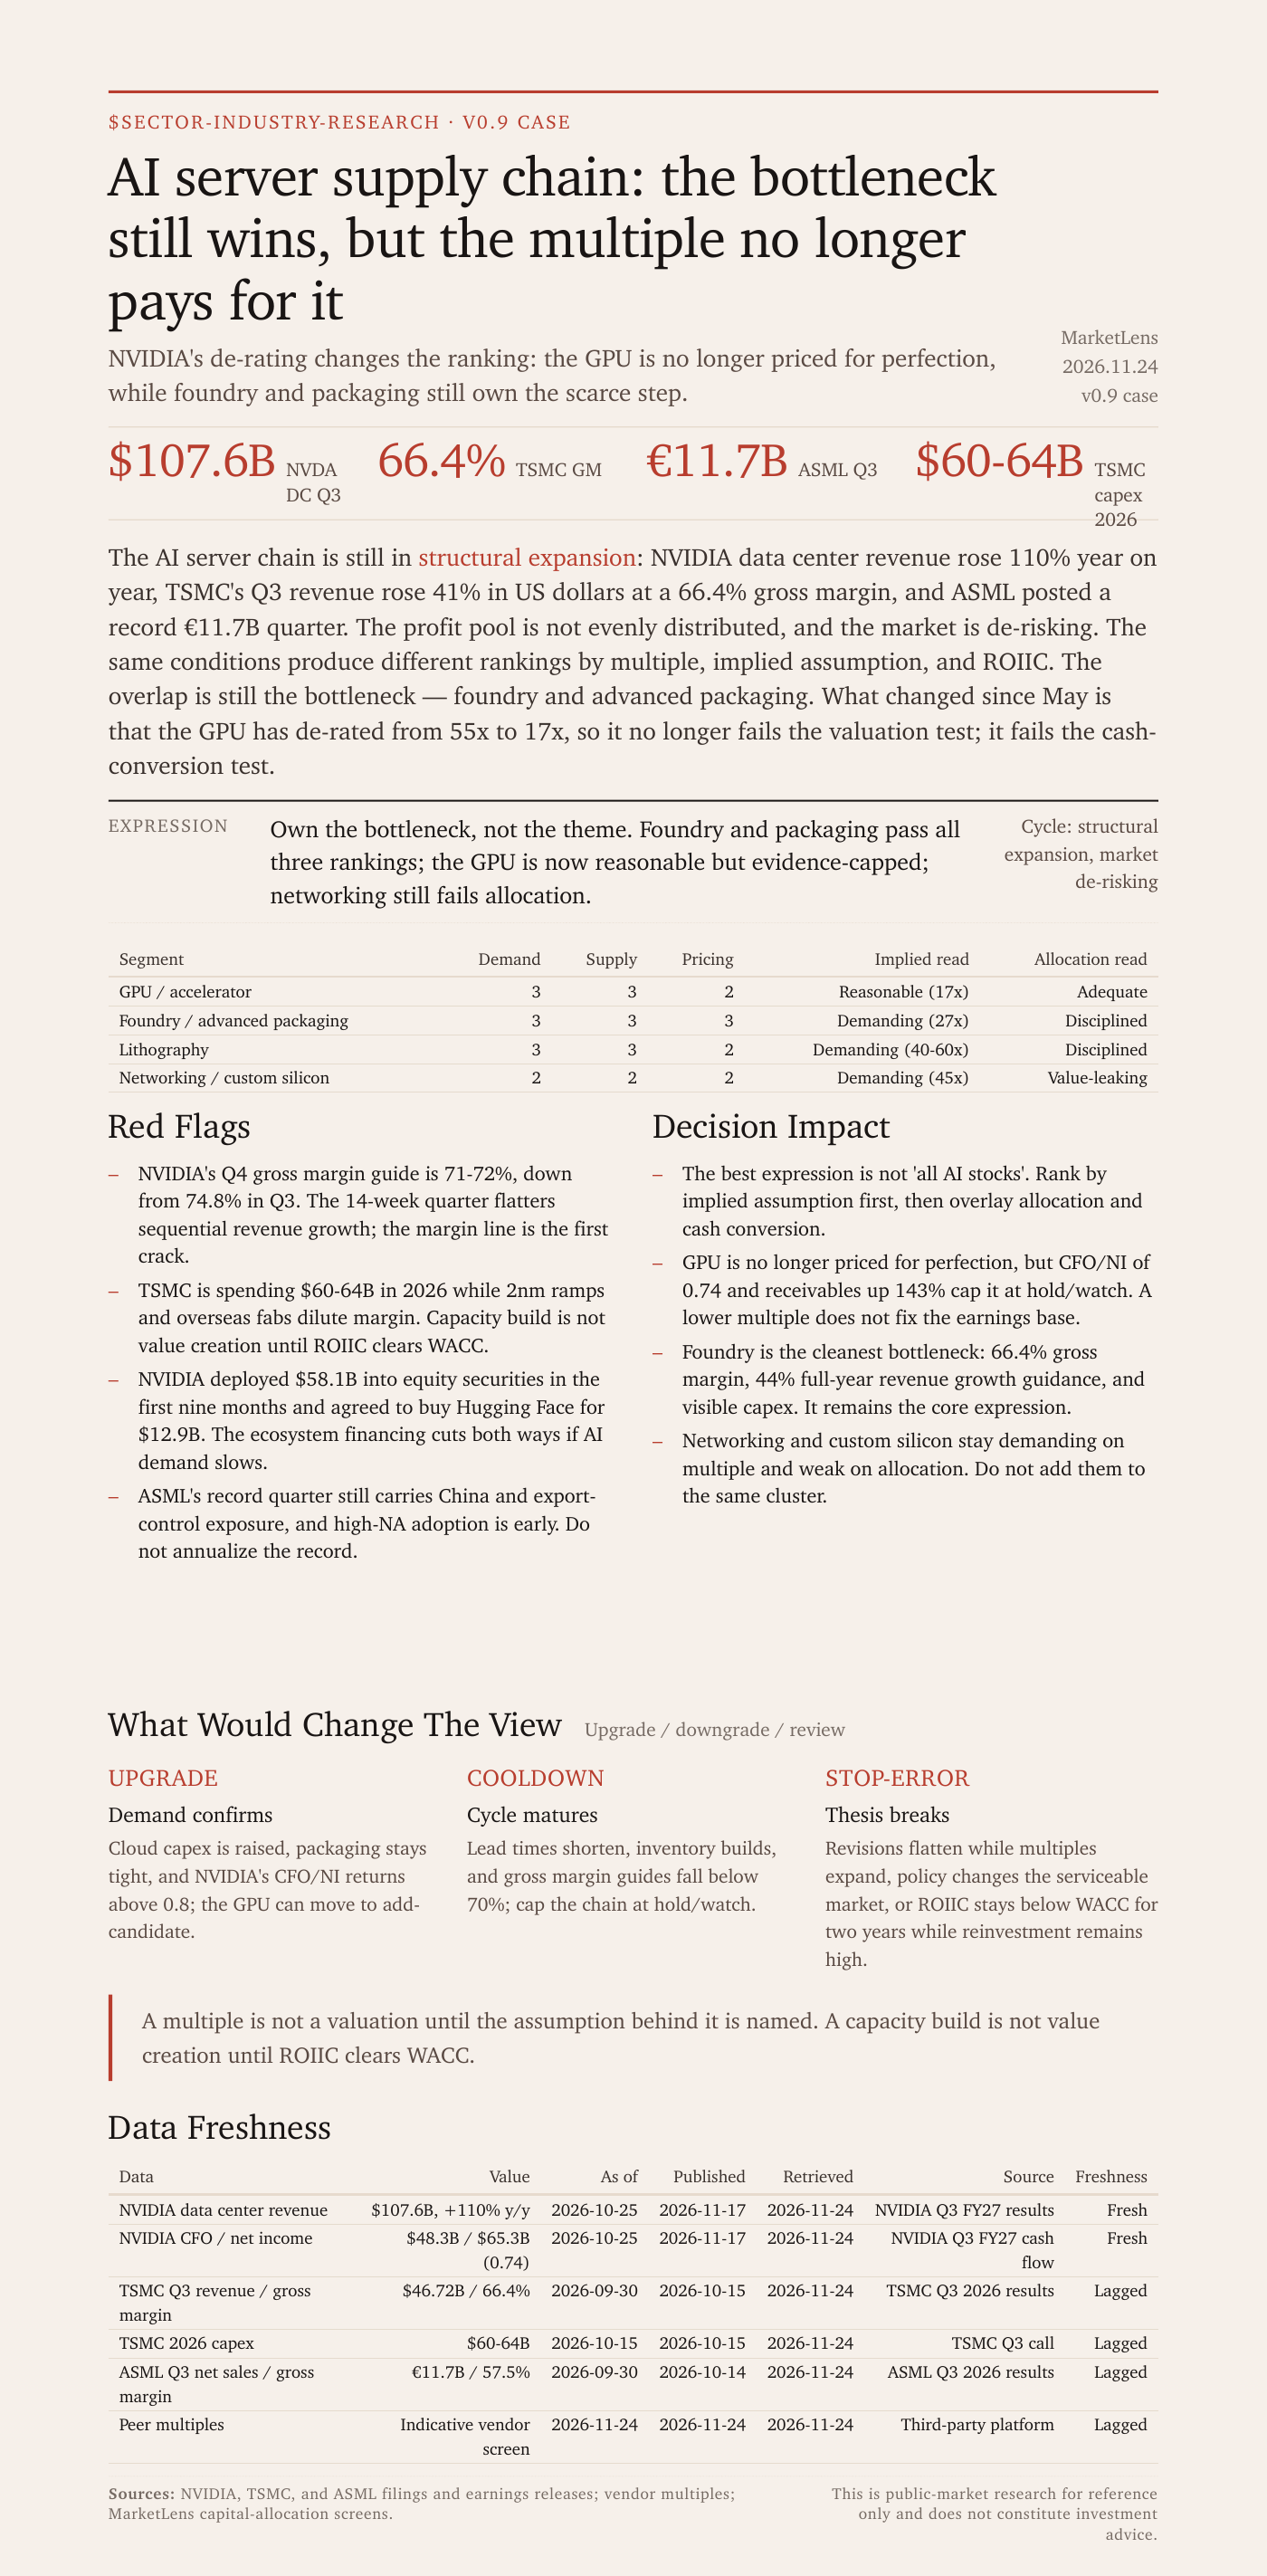 $SECTOR-INDUSTRY-RESEARCH · V0.9 CASE
AI server supply chain: the bottleneck
still wins, but the multiple no longer
pays for it
NVIDIA's de-rating changes the ranking: the GPU is no longer priced for perfection,
while foundry and packaging still own the scarce step.
MarketLens
2026.11.24
v0.9 case
$107.6B NVDA
DC Q3
66.4% TSMC GM
€11.7B ASML Q3
$60-64B TSMC
capex
2026
The AI server chain is still in structural expansion: NVIDIA data center revenue rose 110% year on
year, TSMC's Q3 revenue rose 41% in US dollars at a 66.4% gross margin, and ASML posted a
record €11.7B quarter. The profit pool is not evenly distributed, and the market is de-risking. The
same conditions produce different rankings by multiple, implied assumption, and ROIIC. The
overlap is still the bottleneck — foundry and advanced packaging. What changed since May is
that the GPU has de-rated from 55x to 17x, so it no longer fails the valuation test; it fails the cash-
conversion test.
EXPRESSION
Own the bottleneck, not the theme. Foundry and packaging pass all
three rankings; the GPU is now reasonable but evidence-capped;
networking still fails allocation.
Cycle: structural
expansion, market
de-risking
Segment Demand Supply Pricing Implied read Allocation read
GPU / accelerator 3 3 2 Reasonable (17x) Adequate
Foundry / advanced packaging 3 3 3 Demanding (27x) Disciplined
Lithography 3 3 2 Demanding (40-60x) Disciplined
Networking / custom silicon 2 2 2 Demanding (45x) Value-leaking
Red Flags
– NVIDIA's Q4 gross margin guide is 71-72%, down
from 74.8% in Q3. The 14-week quarter flatters
sequential revenue growth; the margin line is the first
crack.
– TSMC is spending $60-64B in 2026 while 2nm ramps
and overseas fabs dilute margin. Capacity build is not
value creation until ROIIC clears WACC.
– NVIDIA deployed $58.1B into equity securities in the
first nine months and agreed to buy Hugging Face for
$12.9B. The ecosystem financing cuts both ways if AI
demand slows.
– ASML's record quarter still carries China and export-
control exposure, and high-NA adoption is early. Do
not annualize the record.
Decision Impact
– The best expression is not 'all AI stocks'. Rank by
implied assumption first, then overlay allocation and
cash conversion.
– GPU is no longer priced for perfection, but CFO/NI of
0.74 and receivables up 143% cap it at hold/watch. A
lower multiple does not fix the earnings base.
– Foundry is the cleanest bottleneck: 66.4% gross
margin, 44% full-year revenue growth guidance, and
visible capex. It remains the core expression.
– Networking and custom silicon stay demanding on
multiple and weak on allocation. Do not add them to
the same cluster.
What Would Change The View Upgrade / downgrade / review
UPGRADE
Demand confirms
Cloud capex is raised, packaging stays
tight, and NVIDIA's CFO/NI returns
above 0.8; the GPU can move to add-
candidate.
COOLDOWN
Cycle matures
Lead times shorten, inventory builds,
and gross margin guides fall below
70%; cap the chain at hold/watch.
STOP-ERROR
Thesis breaks
Revisions flatten while multiples
expand, policy changes the serviceable
market, or ROIIC stays below WACC for
two years while reinvestment remains
high.
A multiple is not a valuation until the assumption behind it is named. A capacity build is not value
creation until ROIIC clears WACC.
Data Freshness
Data Value As of Published Retrieved Source Freshness
NVIDIA data center revenue $107.6B, +110% y/y 2026-10-25 2026-11-17 2026-11-24 NVIDIA Q3 FY27 results Fresh
NVIDIA CFO / net income $48.3B / $65.3B 2026-10-25 2026-11-17 2026-11-24 NVIDIA Q3 FY27 cash Fresh
(0.74) flow
TSMC Q3 revenue / gross $46.72B / 66.4% 2026-09-30 2026-10-15 2026-11-24 TSMC Q3 2026 results Lagged
margin
TSMC 2026 capex $60-64B 2026-10-15 2026-10-15 2026-11-24 TSMC Q3 call Lagged
ASML Q3 net sales / gross €11.7B / 57.5% 2026-09-30 2026-10-14 2026-11-24 ASML Q3 2026 results Lagged
margin
Peer multiples Indicative vendor 2026-11-24 2026-11-24 2026-11-24 Third-party platform Lagged
screen
Sources: NVIDIA, TSMC, and ASML filings and earnings releases; vendor multiples;
MarketLens capital-allocation screens.
This is public-market research for reference
only and does not constitute investment
advice.